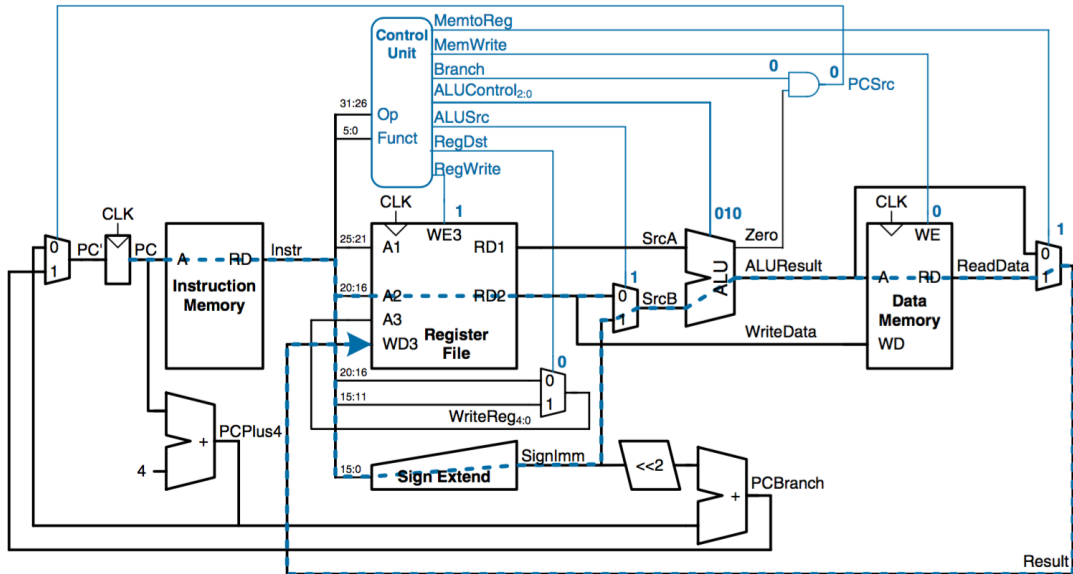 MemtoReg
Control
Unit
MemWrite
Branch
0
0
PCSrc
ALUControl2:0
31:26
Op
ALUSrc
5:0
Funct
RegDst
RegWrite
CLK
CLK
CLK
1
010
0
1
0
PC'
1
PC
A
RD
Instr
Instruction
Memory
25:21
A1
WE3
RD1
SrcA
Zero
WE
0
1
20:16
A2
RD2
0
1
SrcB
1
ALU
ALUResult
A
RD
ReadData
A3
Register
File
Data
Memory
WD3
WriteData
WD
20:16
0
0
15:11
1
WriteReg4:0
PCPlus4
+
4
SignImm
15:0
Sign Extend
<<2
PCBranch
+
Result